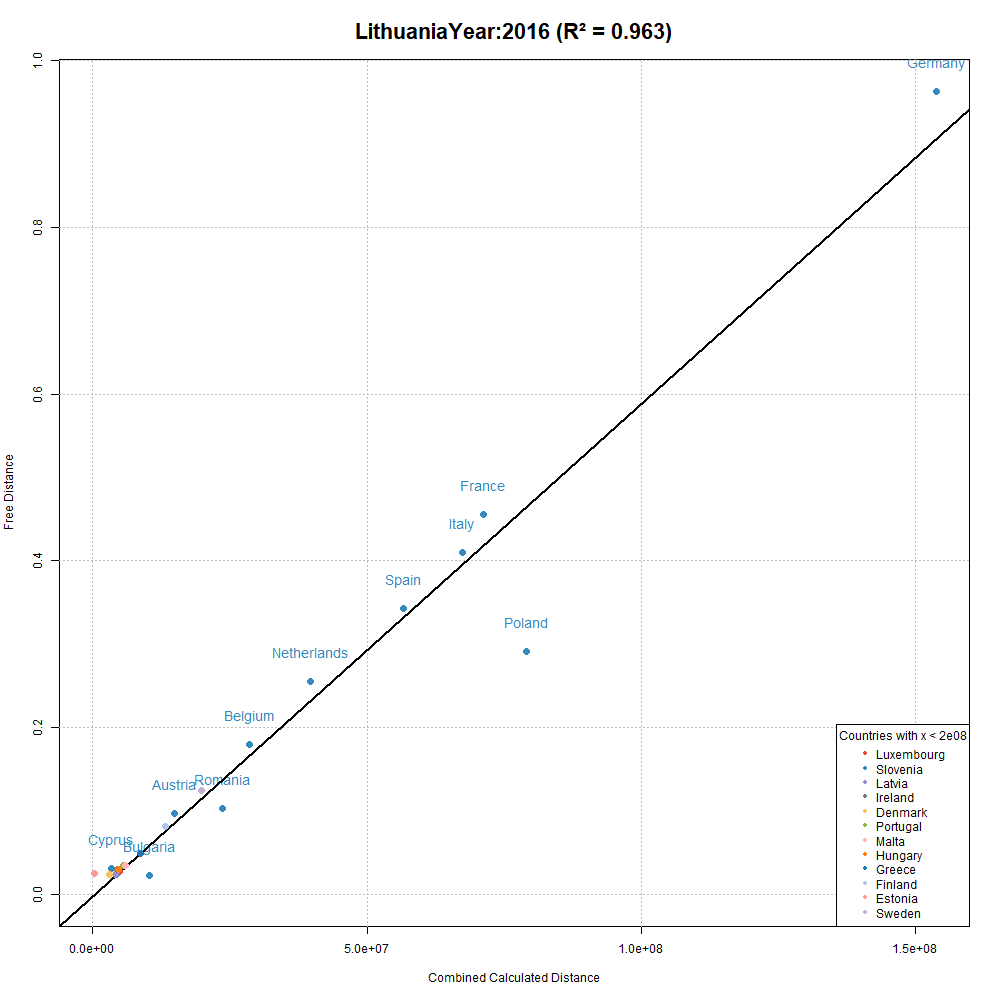 LithuaniaYear:2016 (R² = 0.963)
Germany
France
Italy
Spain
Poland
Netherlands
Belgium
Austria
Romania
Cyprus
Bulgaria
1.0
0.8
0.6
0.4
0.2
0.0
Free Distance
0.0e+00
5.0e+07
1.0e+08
1.5e+08
Combined Calculated Distance
Countries with x < 2e08
Luxembourg
Slovenia
Latvia
Ireland
Denmark
Portugal
Malta
Hungary
Greece
Finland
Estonia
Sweden